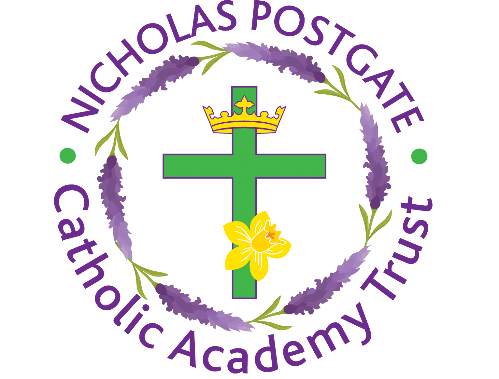 NICHOLAS POSTGATE
Catholic Academy Trust